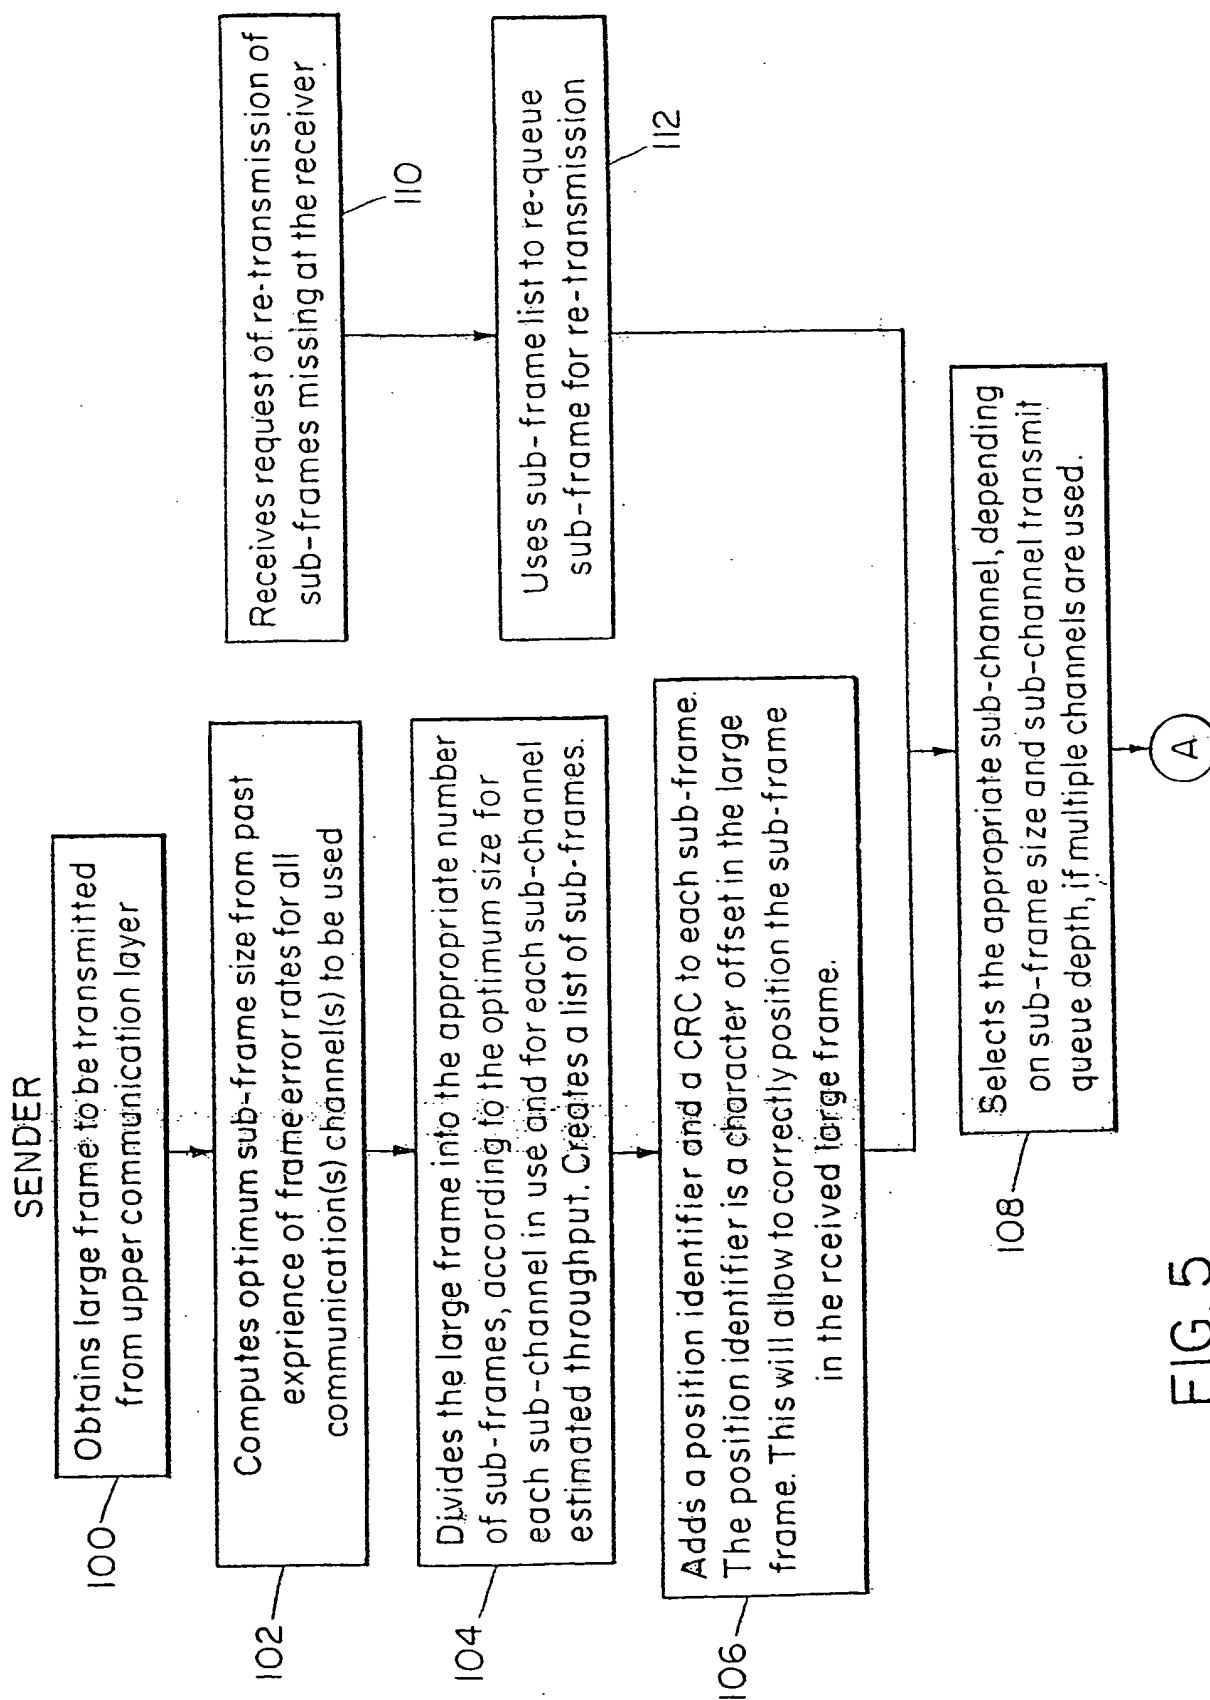 SENDER
Obtains large frame to be transmitted
from upper communication layer
100
Computes optimum sub-frame size from past
exprience of frame error rates for all
communication(s) channel(s) to be used
102
Divides the large frame into the appropriate number
of sub-frames, according to the optimum size for
each sub-channel in use and for each sub-channel
estimated throughput. Creates a list of sub-frames.
104
Adds a position identifier and a CRC to each sub-frame.
The position identifier is a character offset in the large
frame. This will allow to correctly position the sub-frame
in the rceived large frame.
106
Receives request of re-transmission of
sub-frames missing at the receiver
110
Uses sub-frame list to re-queue
sub-frame for re-transmission
112
Selects the appropriate sub-channel, depending
on sub-frame size and sub-channel transmit
queue depth, if multiple channels are used.
108
A
FIG. 5